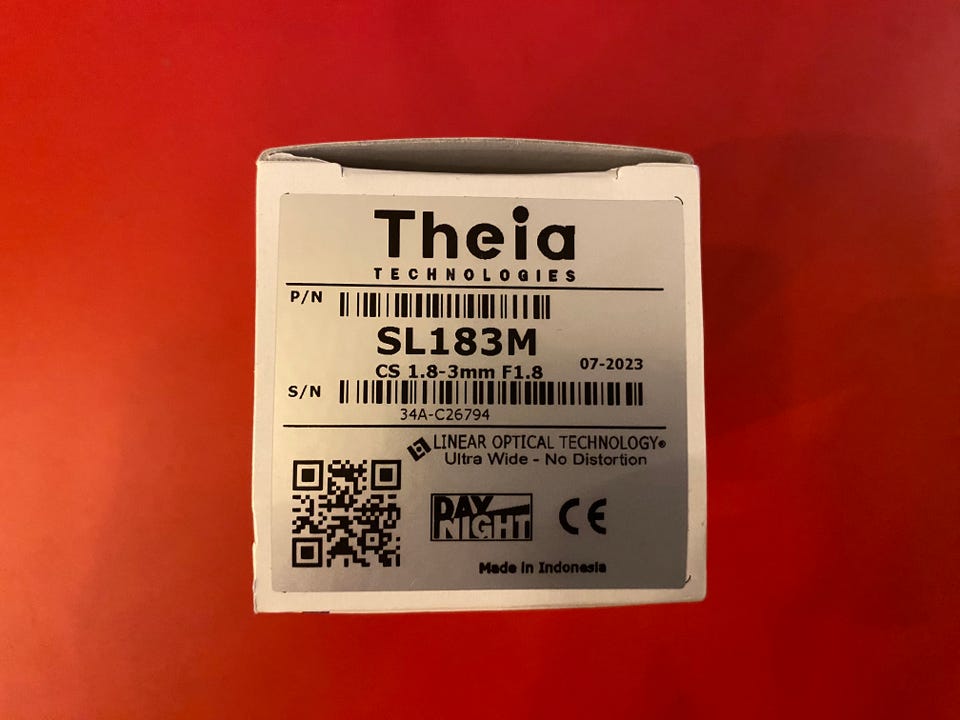 Theia
TECHNOLOGIES
P/N
SL183M
CS 1.8-3mm F1.8
07-2023
S/N
34A-C26794
LINEAR OPTICAL TECHNOLOGY®
Ultra Wide - No Distortion
DAY
NIGHT
CE
Made in Indonesia